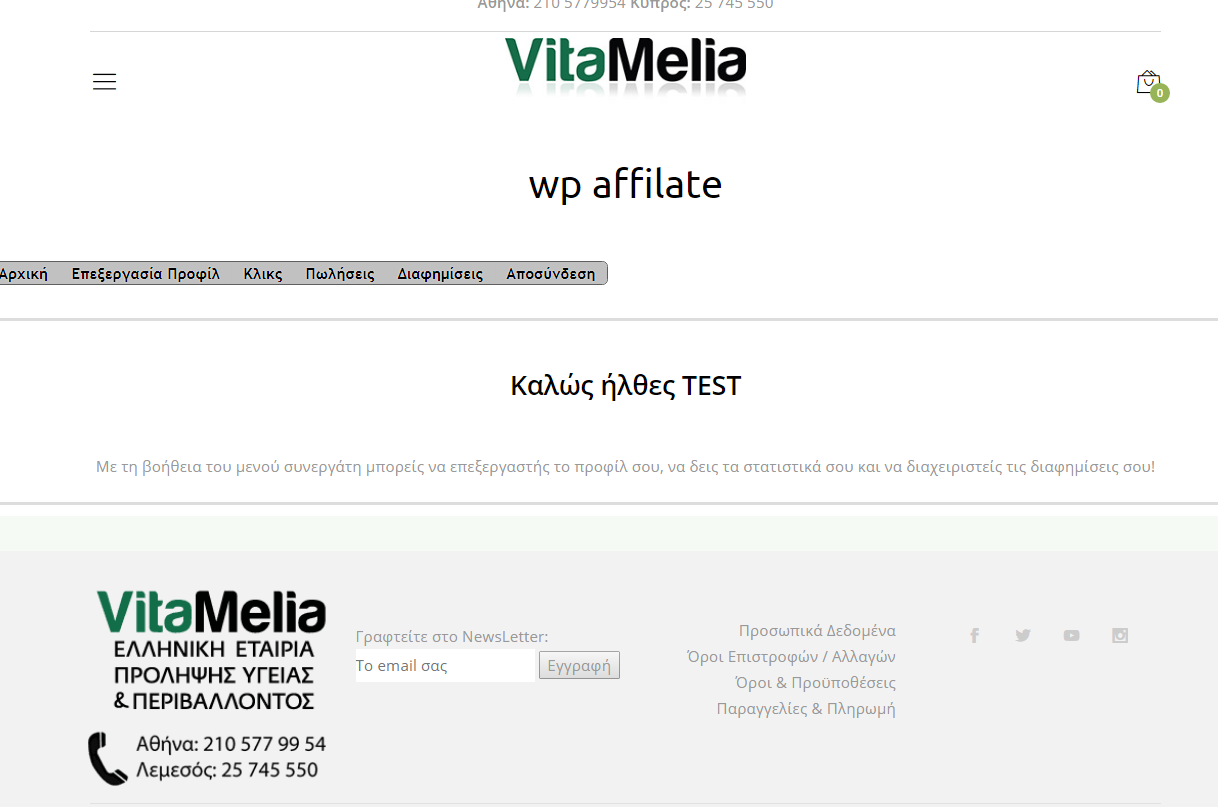 Αθήνα: 210 5779954 Κύπρος: 25 745 550
VitaMelia
0
wp affilate
Αρχική Επεξεργασία Προφίλ Κλικς Πωλήσεις Διαφημίσεις Αποσύνδεση
Καλώς ήλθες TEST
Με τη βοήθεια του μενού συνεργάτη μπορείς να επεξεργαστής το προφίλ σου, να δεις τα στατιστικά σου και να διαχειριστείς τις διαφημίσεις σου!
VitaMelia
ΕΛΛΗΝΙΚΗ ΕΤΑΙΡΙΑ
ΠΡΟΛΗΨΗΣ ΥΓΕΙΑΣ
& ΠΕΡΙΒΑΛΛΟΝΤΟΣ
Αθήνα: 210 577 99 54
Λεμεσός: 25 745 550
Γραφτείτε στο NewsLetter:
Το email σας Εγγραφή
Προσωπικά Δεδομένα
Όροι Επιστροφών / Αλλαγών
Όροι & Προϋποθέσεις
Παραγγελίες & Πληρωμή